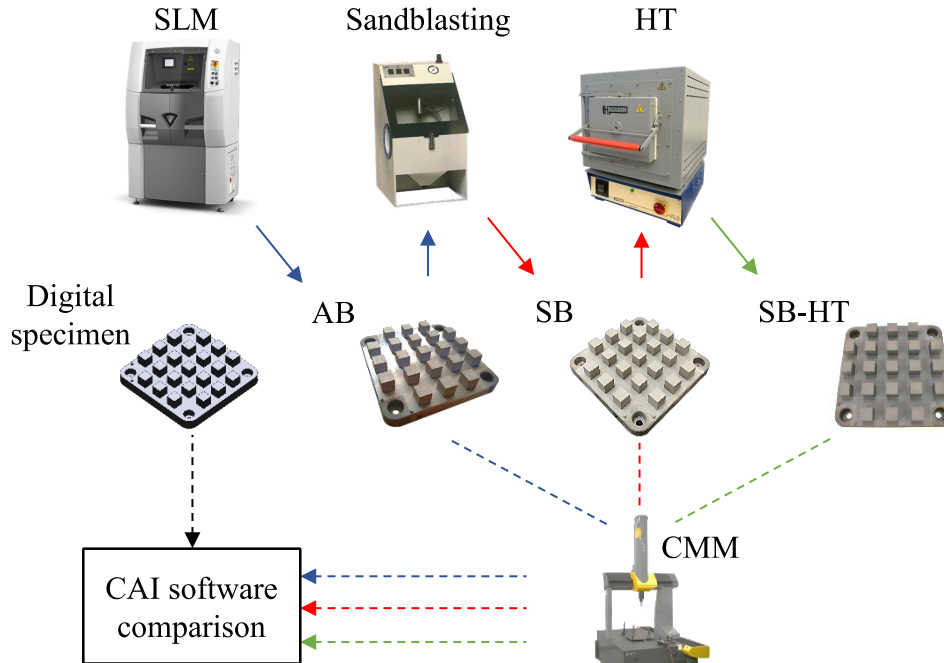 SLM
Sandblasting
HT
Digital
specimen
AB
SB
SB-HT
CMM
CAI software
comparison